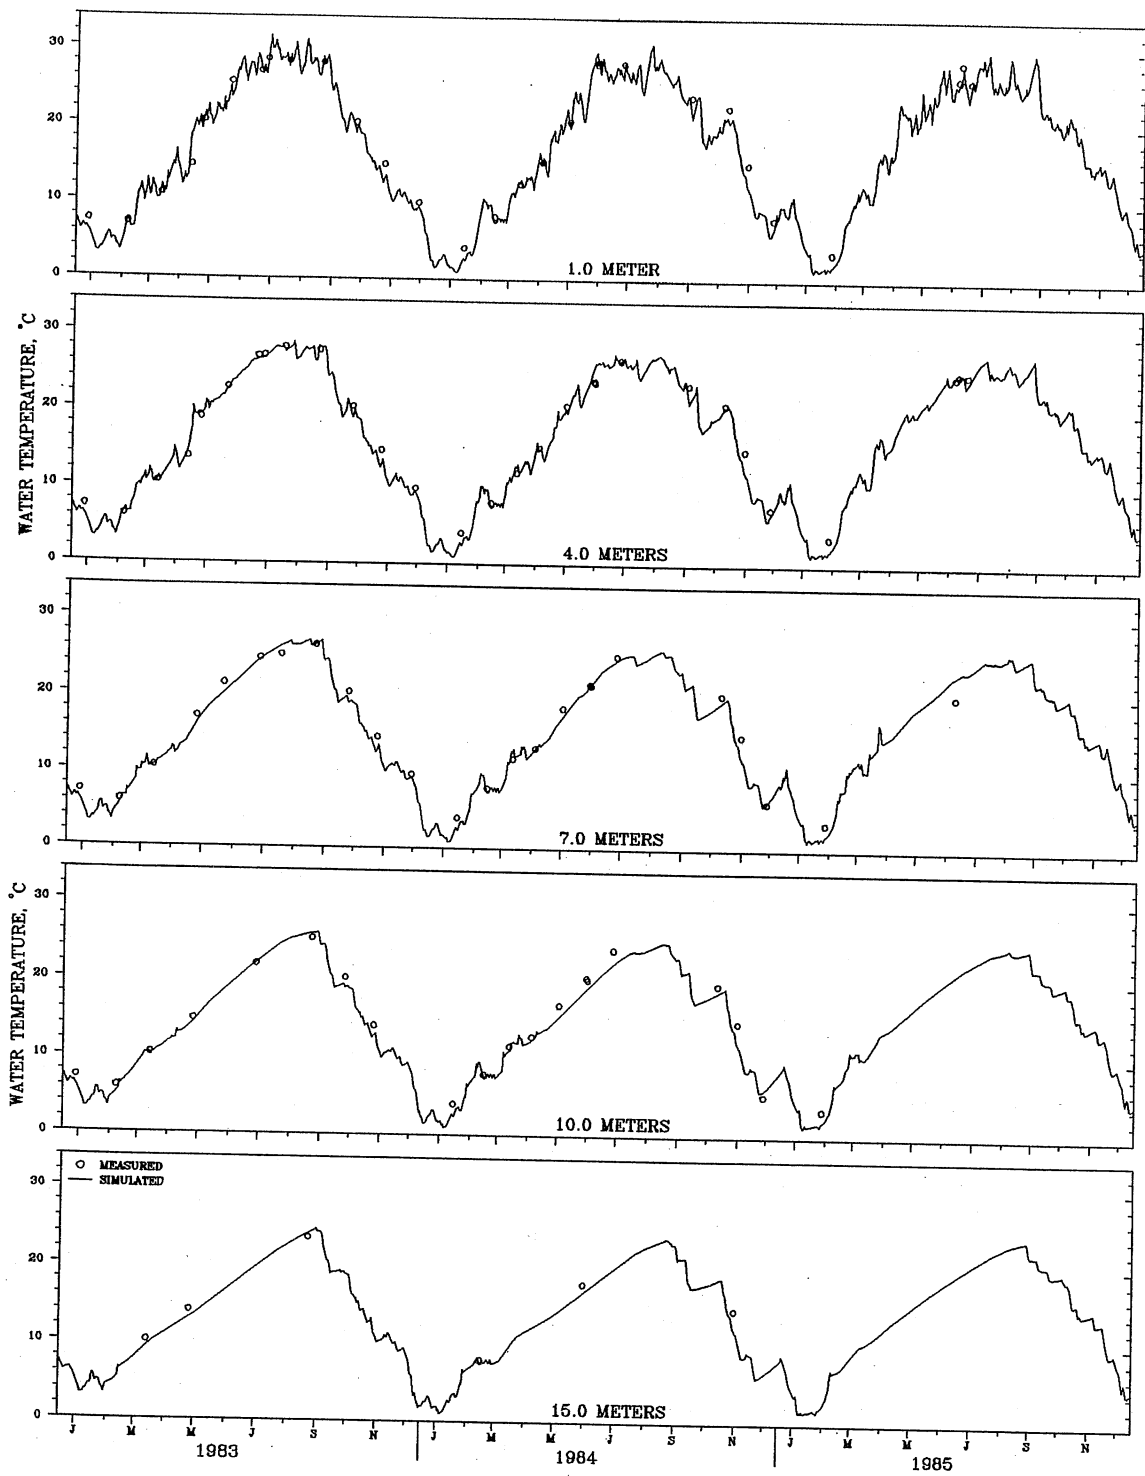 30
20
10
0
1.0 METER
WATER TEMPERATURE, °C
30
20
10
0
4.0 METERS
30
20
10
0
7.0 METERS
WATER TEMPERATURE, °C
30
20
10
0
10.0 METERS
MEASURED
SIMULATED
30
20
10
0
15.0 METERS
J M M J S N J M M J S N J M M J S N
1983 1984 1985